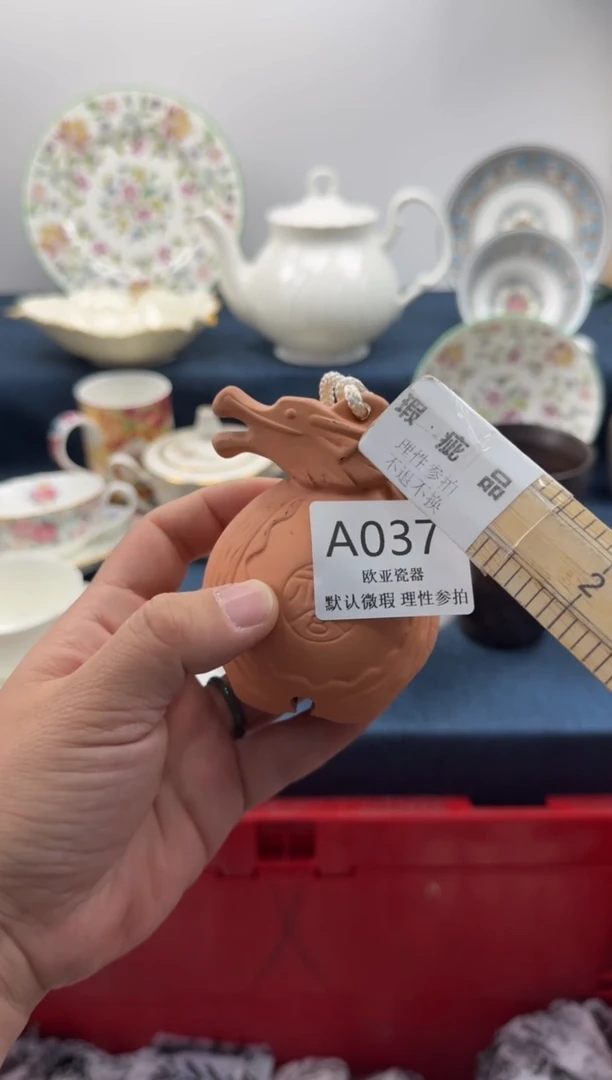 瑕疵品
理性参拍
不退不换
A037
欧亚瓷器
默认微瑕 理性参拍
2